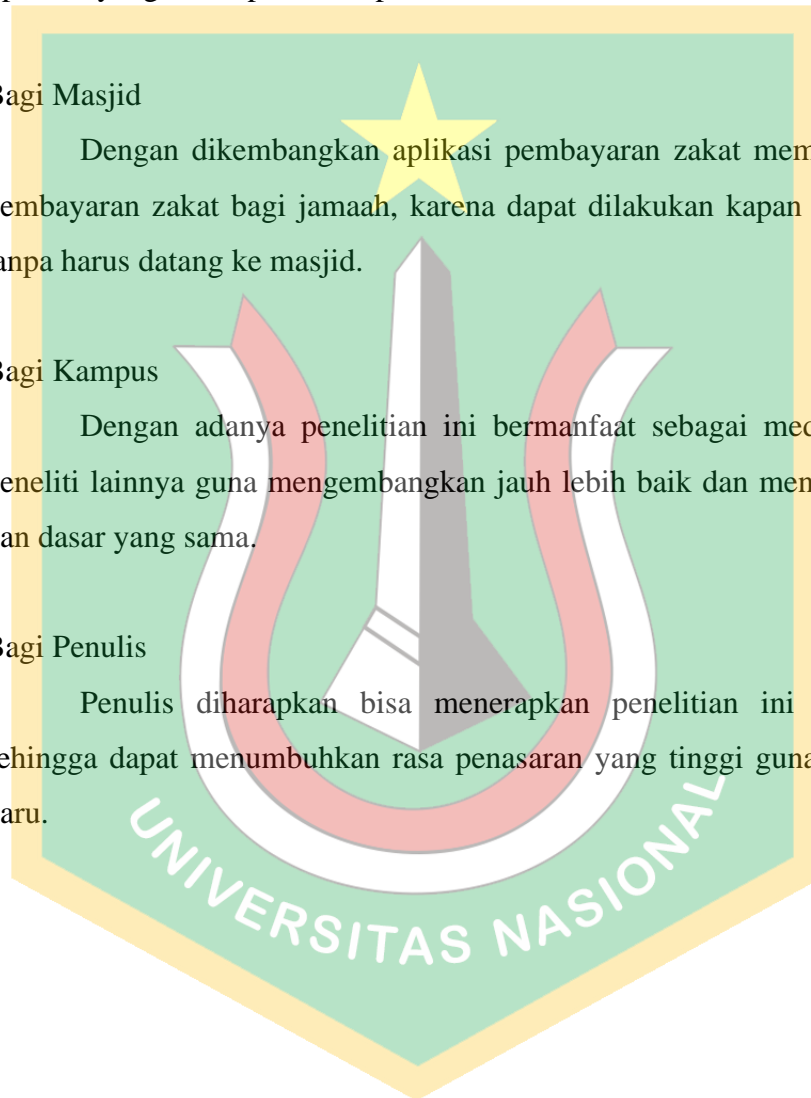 Bagi Masjid
Dengan dikembangkan aplikasi pembayaran zakat mem
embayaran zakat bagi jamaah, karena dapat dilakukan kapan
anpa harus datang ke masjid.
Bagi Kampus
Dengan adanya penelitian ini bermanfaat sebagai med
eneliti lainnya guna mengembangkan jauh lebih baik dan men
an dasar yang sama.
Bagi Penulis
Penulis diharapkan bisa menerapkan penelitian ini
ehingga dapat menumbuhkan rasa penasaran yang tinggi guna
aru.
UNIVERSITAS NASIONAL